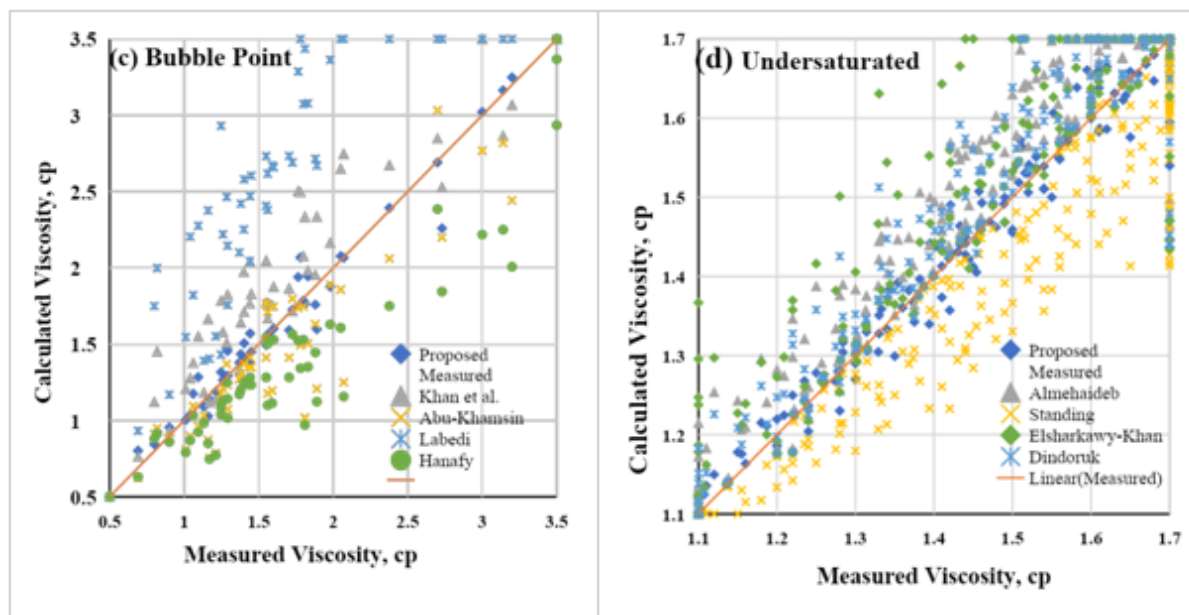 (c) Bubble Point
Calculated Viscosity, cp
3.5
3
2.5
2
1.5
1
0.5
0.5 1 1.5 2 2.5 3 3.5
Measured Viscosity, cp
Proposed
Measured
Khan et al.
Abu-Khamsin
Labedi
Hanafy
(d) Undersaturated
Calculated Viscosity, cp
1.7
1.6
1.5
1.4
1.3
1.2
1.1
1.1 1.2 1.3 1.4 1.5 1.6 1.7
Measured Viscosity, cp
Proposed
Measured
Almehaideb
Standing
Elsharkawy-Khan
Dindoruk
Linear(Measured)